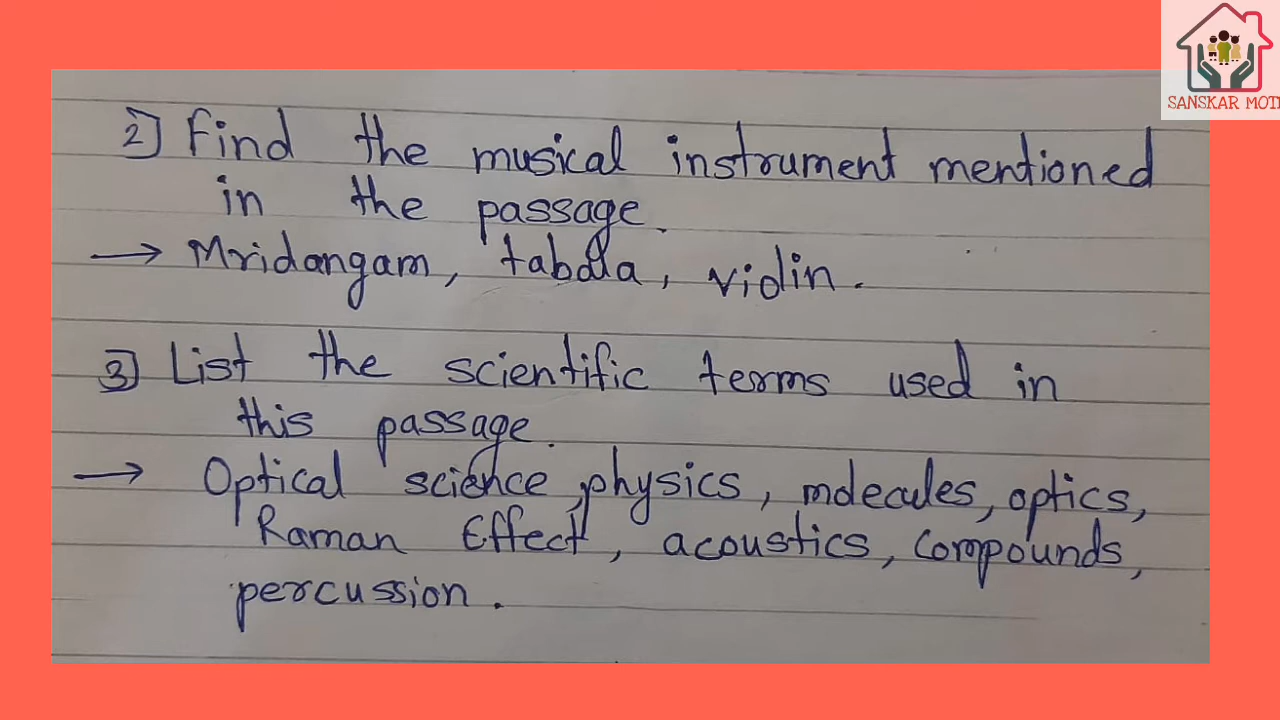 SANSKAR MOTI
2] Find the musical instrument mentioned
in the passage.
→ Mridangam, tabala, violin.
3] List the scientific terms used in
this passage.
→ Optical science, physics, molecules, optics,
Raman Effect, acoustics, compounds,
percussion.